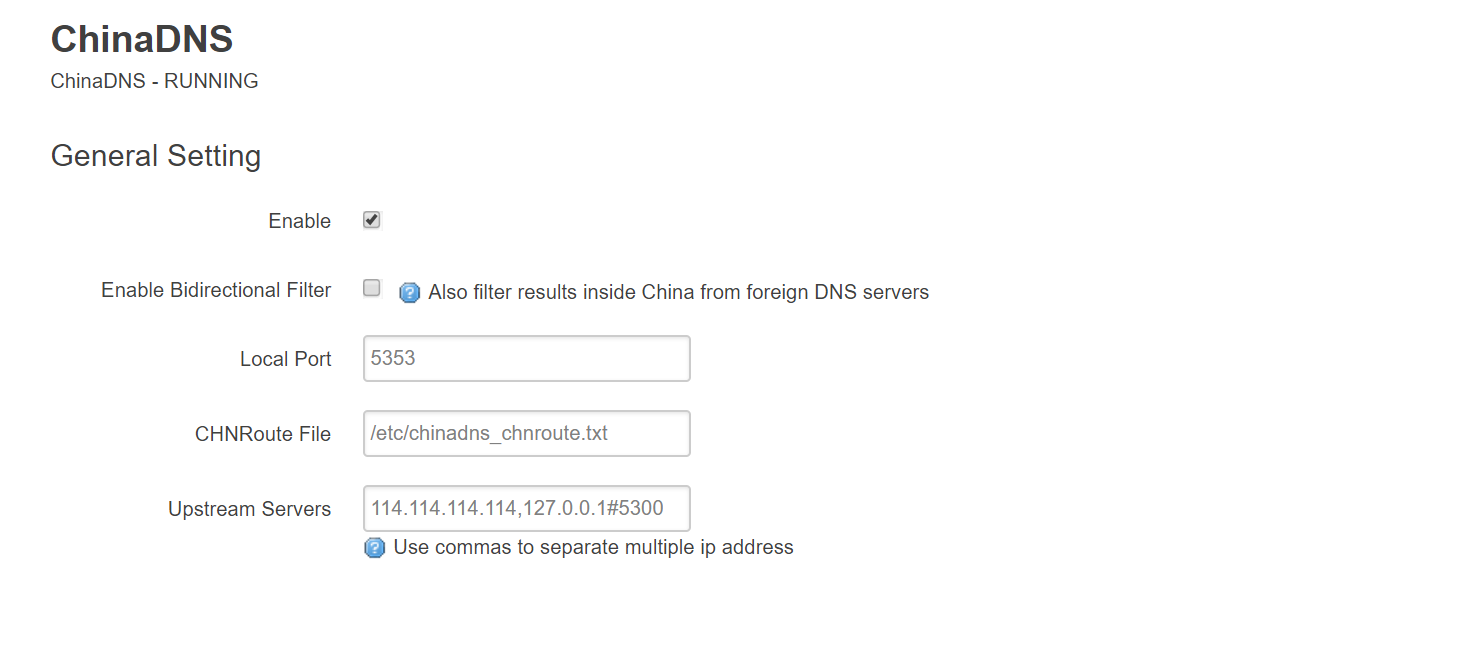 ChinaDNS
ChinaDNS - RUNNING
General Setting
Enable
Enable Bidirectional Filter
Also filter results inside China from foreign DNS servers
Local Port
5353
CHNRoute File
/etc/chinadns_chnroute.txt
Upstream Servers
114.114.114.114,127.0.0.1#5300
Use commas to separate multiple ip address